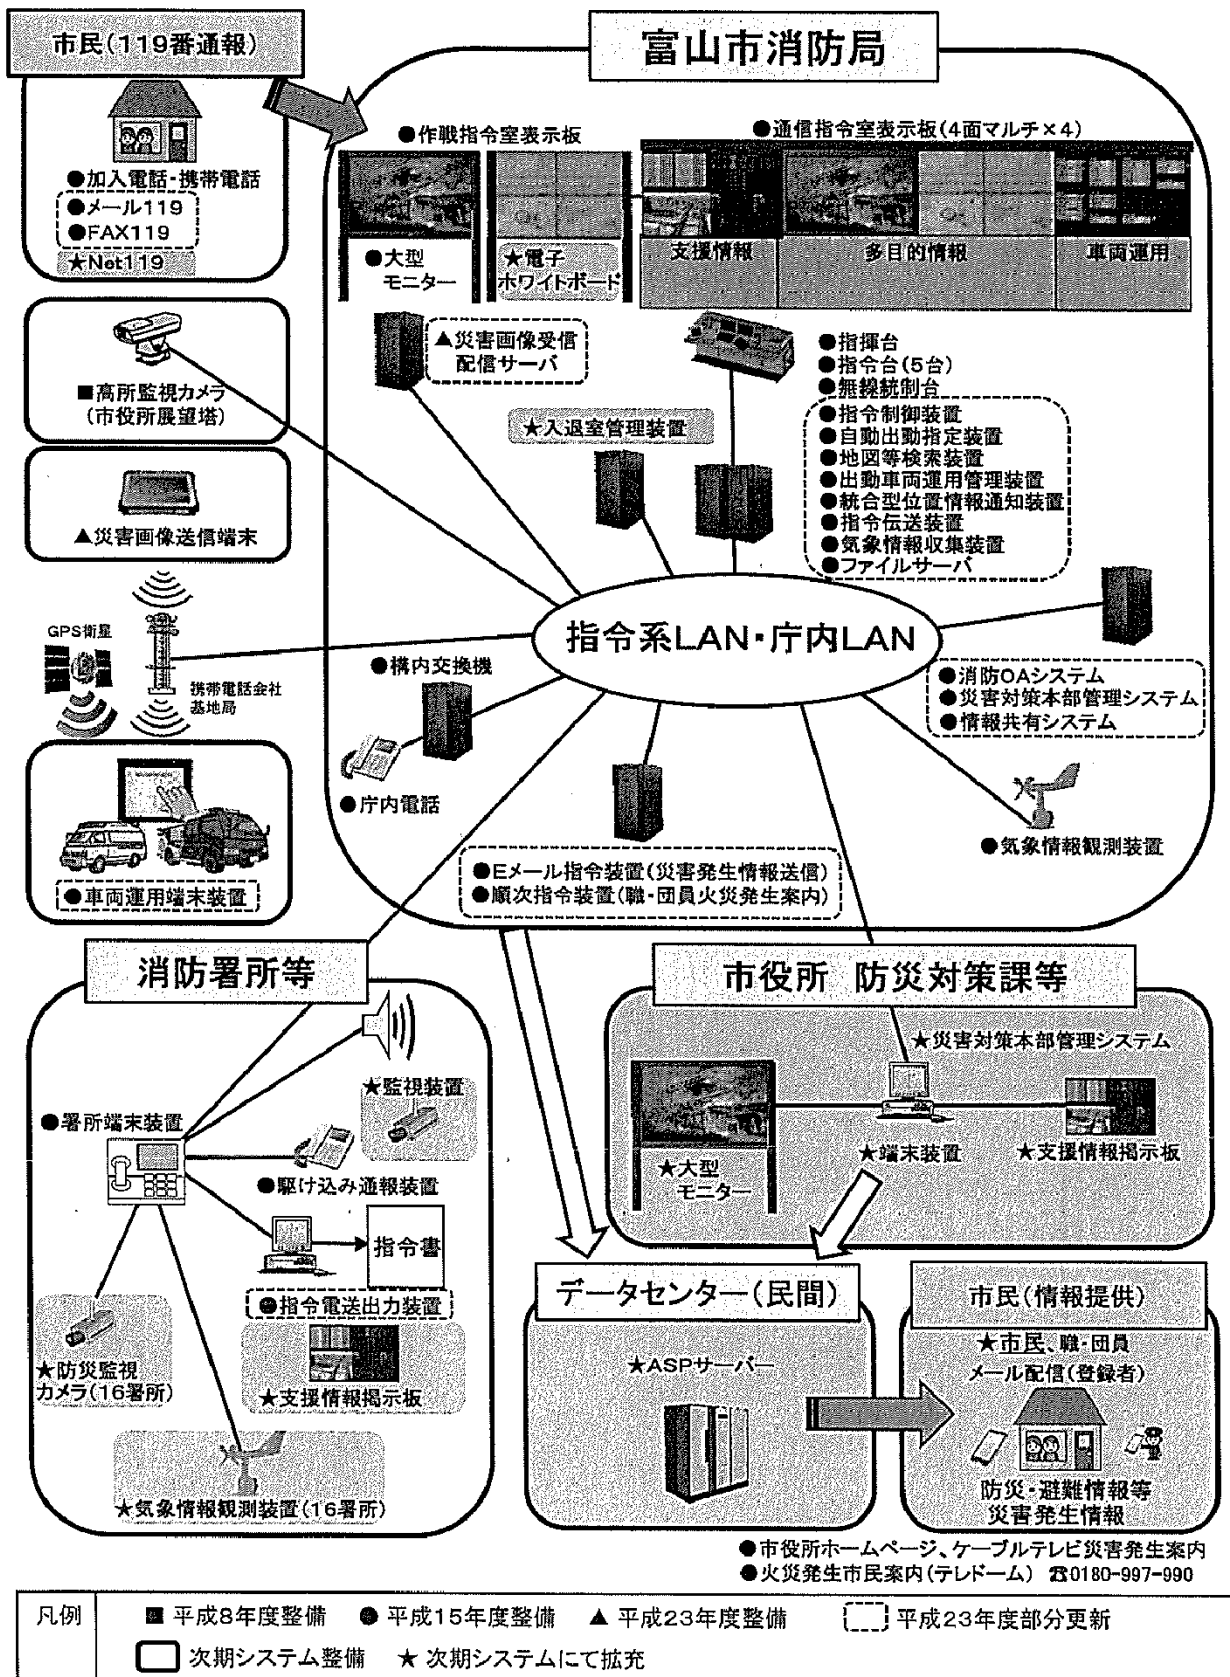 市民(119番通報)
●加入電話・携帯電話
●メール119
●FAX119
★Net119
■高所監視カメラ
(市役所展望塔)
▲災害画像送信端末
GPS衛星
携帯電話会社
基地局
●車両運用端末装置
富山市消防局
●作戦指令室表示板
●通信指令室表示板(4面マルチ×4)
●大型
モニター
★電子
ホワイトボード
支援情報
多目的情報
車両運用
▲災害画像受信
配信サーバ
●指揮台
●指令台(5台)
●無線統制台
●指令制御装置
●自動出動指定装置
●地図等検索装置
●出動車両運用管理装置
●統合型位置情報通知装置
●指令伝送装置
●気象情報収集装置
●ファイルサーバ
★入退室管理装置
指令系LAN・庁内LAN
●構内交換機
●庁内電話
●消防OAシステム
●災害対策本部管理システム
●情報共有システム
●気象情報観測装置
●Eメール指令装置(災害発生情報送信)
●順次指令装置(職・団員火災発生案内)
消防署所等
★監視装置
●署所端末装置
●駆け込み通報装置
指令書
●指令電送出力装置
★防災監視
カメラ(16署所)
★支援情報掲示板
★気象情報観測装置(16署所)
市役所 防災対策課等
★災害対策本部管理システム
★大型
モニター
★端末装置
★支援情報掲示板
データセンター(民間)
★ASPサーバー
市民(情報提供)
★市民、職・団員
メール配信(登録者)
防災・避難情報等
災害発生情報
●市役所ホームページ、ケーブルテレビ災害発生案内
●火災発生市民案内(テレドーム) ☎0180-997-990
凡例
■ 平成8年度整備 ● 平成15年度整備 ▲ 平成23年度整備 平成23年度部分更新
次期システム整備 ★ 次期システムにて拡充